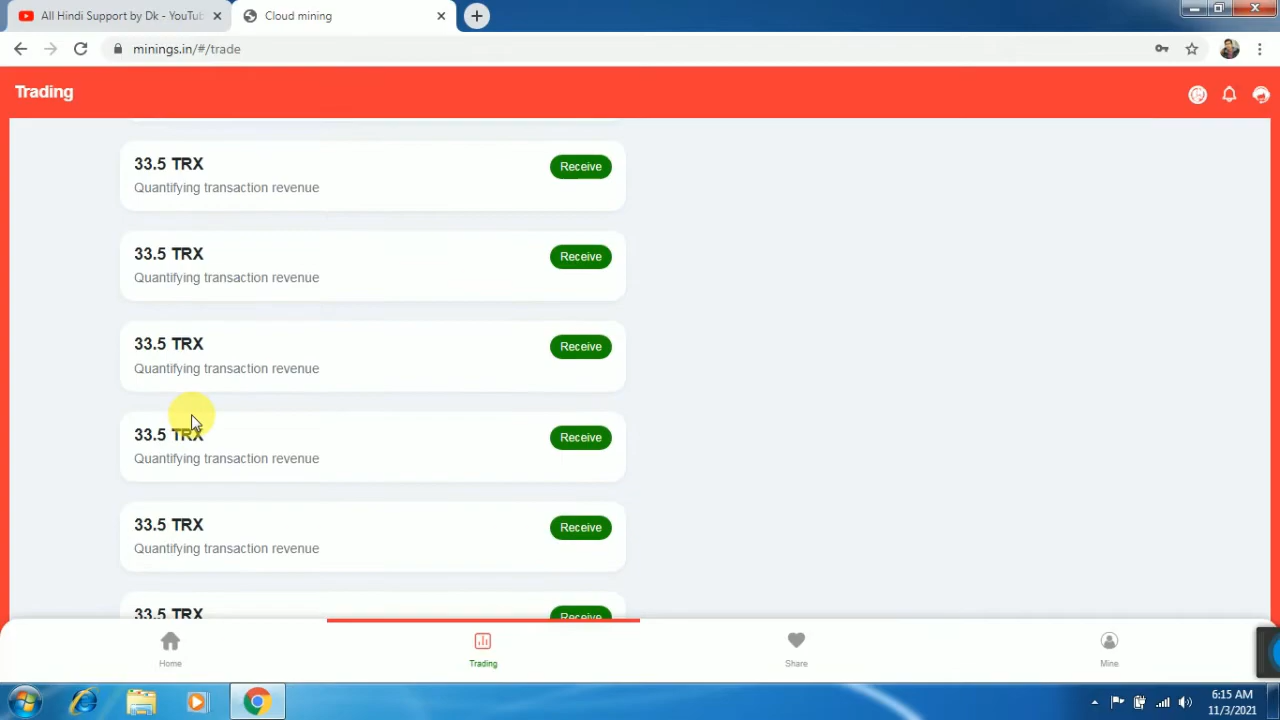 All Hindi Support by Dk - YouTu
Cloud mining
minings.in/#/trade
Trading
33.5 TRX
Receive
Quantifying transaction revenue
33.5 TRX
Receive
Quantifying transaction revenue
33.5 TRX
Receive
Quantifying transaction revenue
33.5 TRX
Receive
Quantifying transaction revenue
33.5 TRX
Receive
Quantifying transaction revenue
33.5 TRX
Receive
Home
Trading
Share
Mine
6:15 AM
11/3/2021